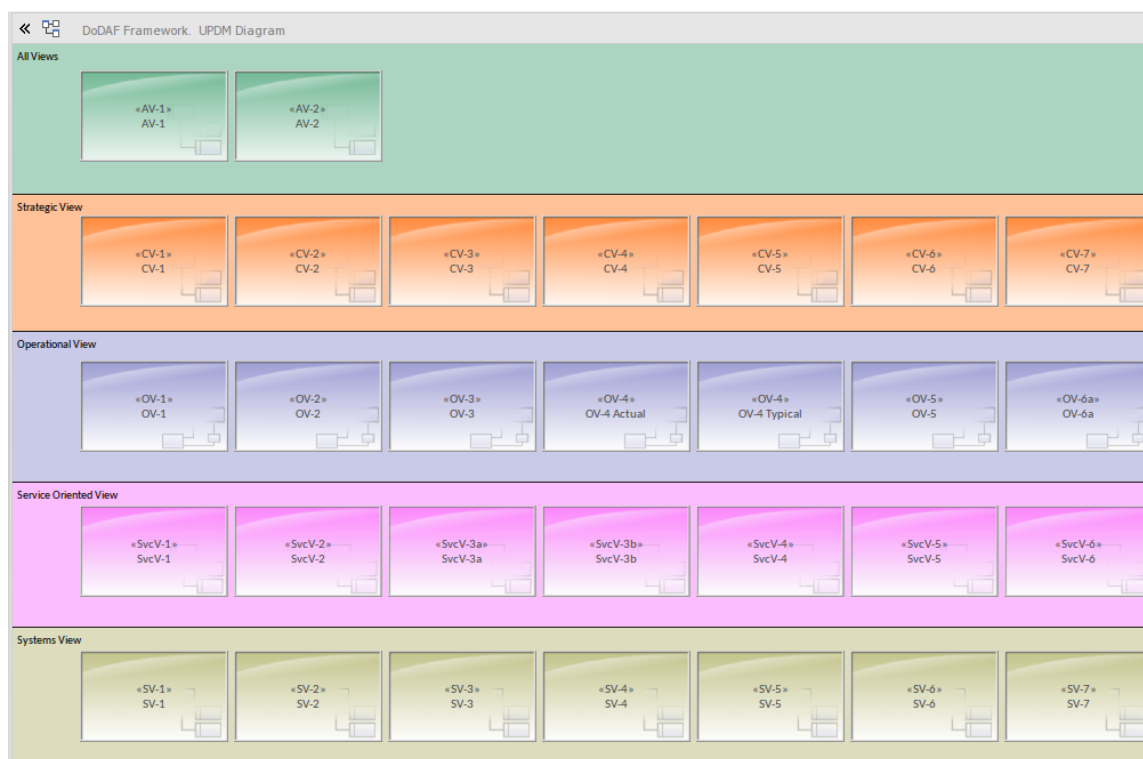 DoDAF Framework. UPDM Diagram
All Views
«AV-1» «AV-2»
AV-1 AV-2
Strategic View
«CV-1» «CV-2» «CV-3» «CV-4» «CV-5» «CV-6» «CV-7»
CV-1 CV-2 CV-3 CV-4 CV-5 CV-6 CV-7
Operational View
«OV-1» «OV-2» «OV-3» «OV-4» «OV-4» «OV-5» «OV-6a»
OV-1 OV-2 OV-3 OV-4 Actual OV-4 Typical OV-5 OV-6a
Service Oriented View
«SvcV-1» «SvcV-2» «SvcV-3a» «SvcV-3b» «SvcV-4» «SvcV-5» «SvcV-6»
SvcV-1 SvcV-2 SvcV-3a SvcV-3b SvcV-4 SvcV-5 SvcV-6
Systems View
«SV-1» «SV-2» «SV-3» «SV-4» «SV-5» «SV-6» «SV-7»
SV-1 SV-2 SV-3 SV-4 SV-5 SV-6 SV-7